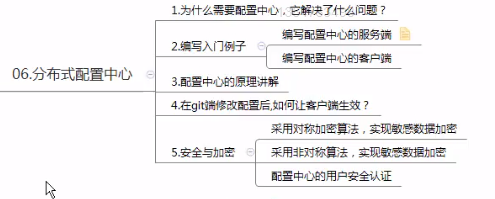 06.分布式配置中心
1.为什么需要配置中心，它解决了什么问题？
2.编写入门例子
编写配置中心的服务端
编写配置中心的客户端
3.配置中心的原理讲解
4.在git端修改配置后,如何让客户端生效？
5.安全与加密
采用对称加密算法，实现敏感数据加密
采用非对称算法，实现敏感数据加密
配置中心的用户安全认证